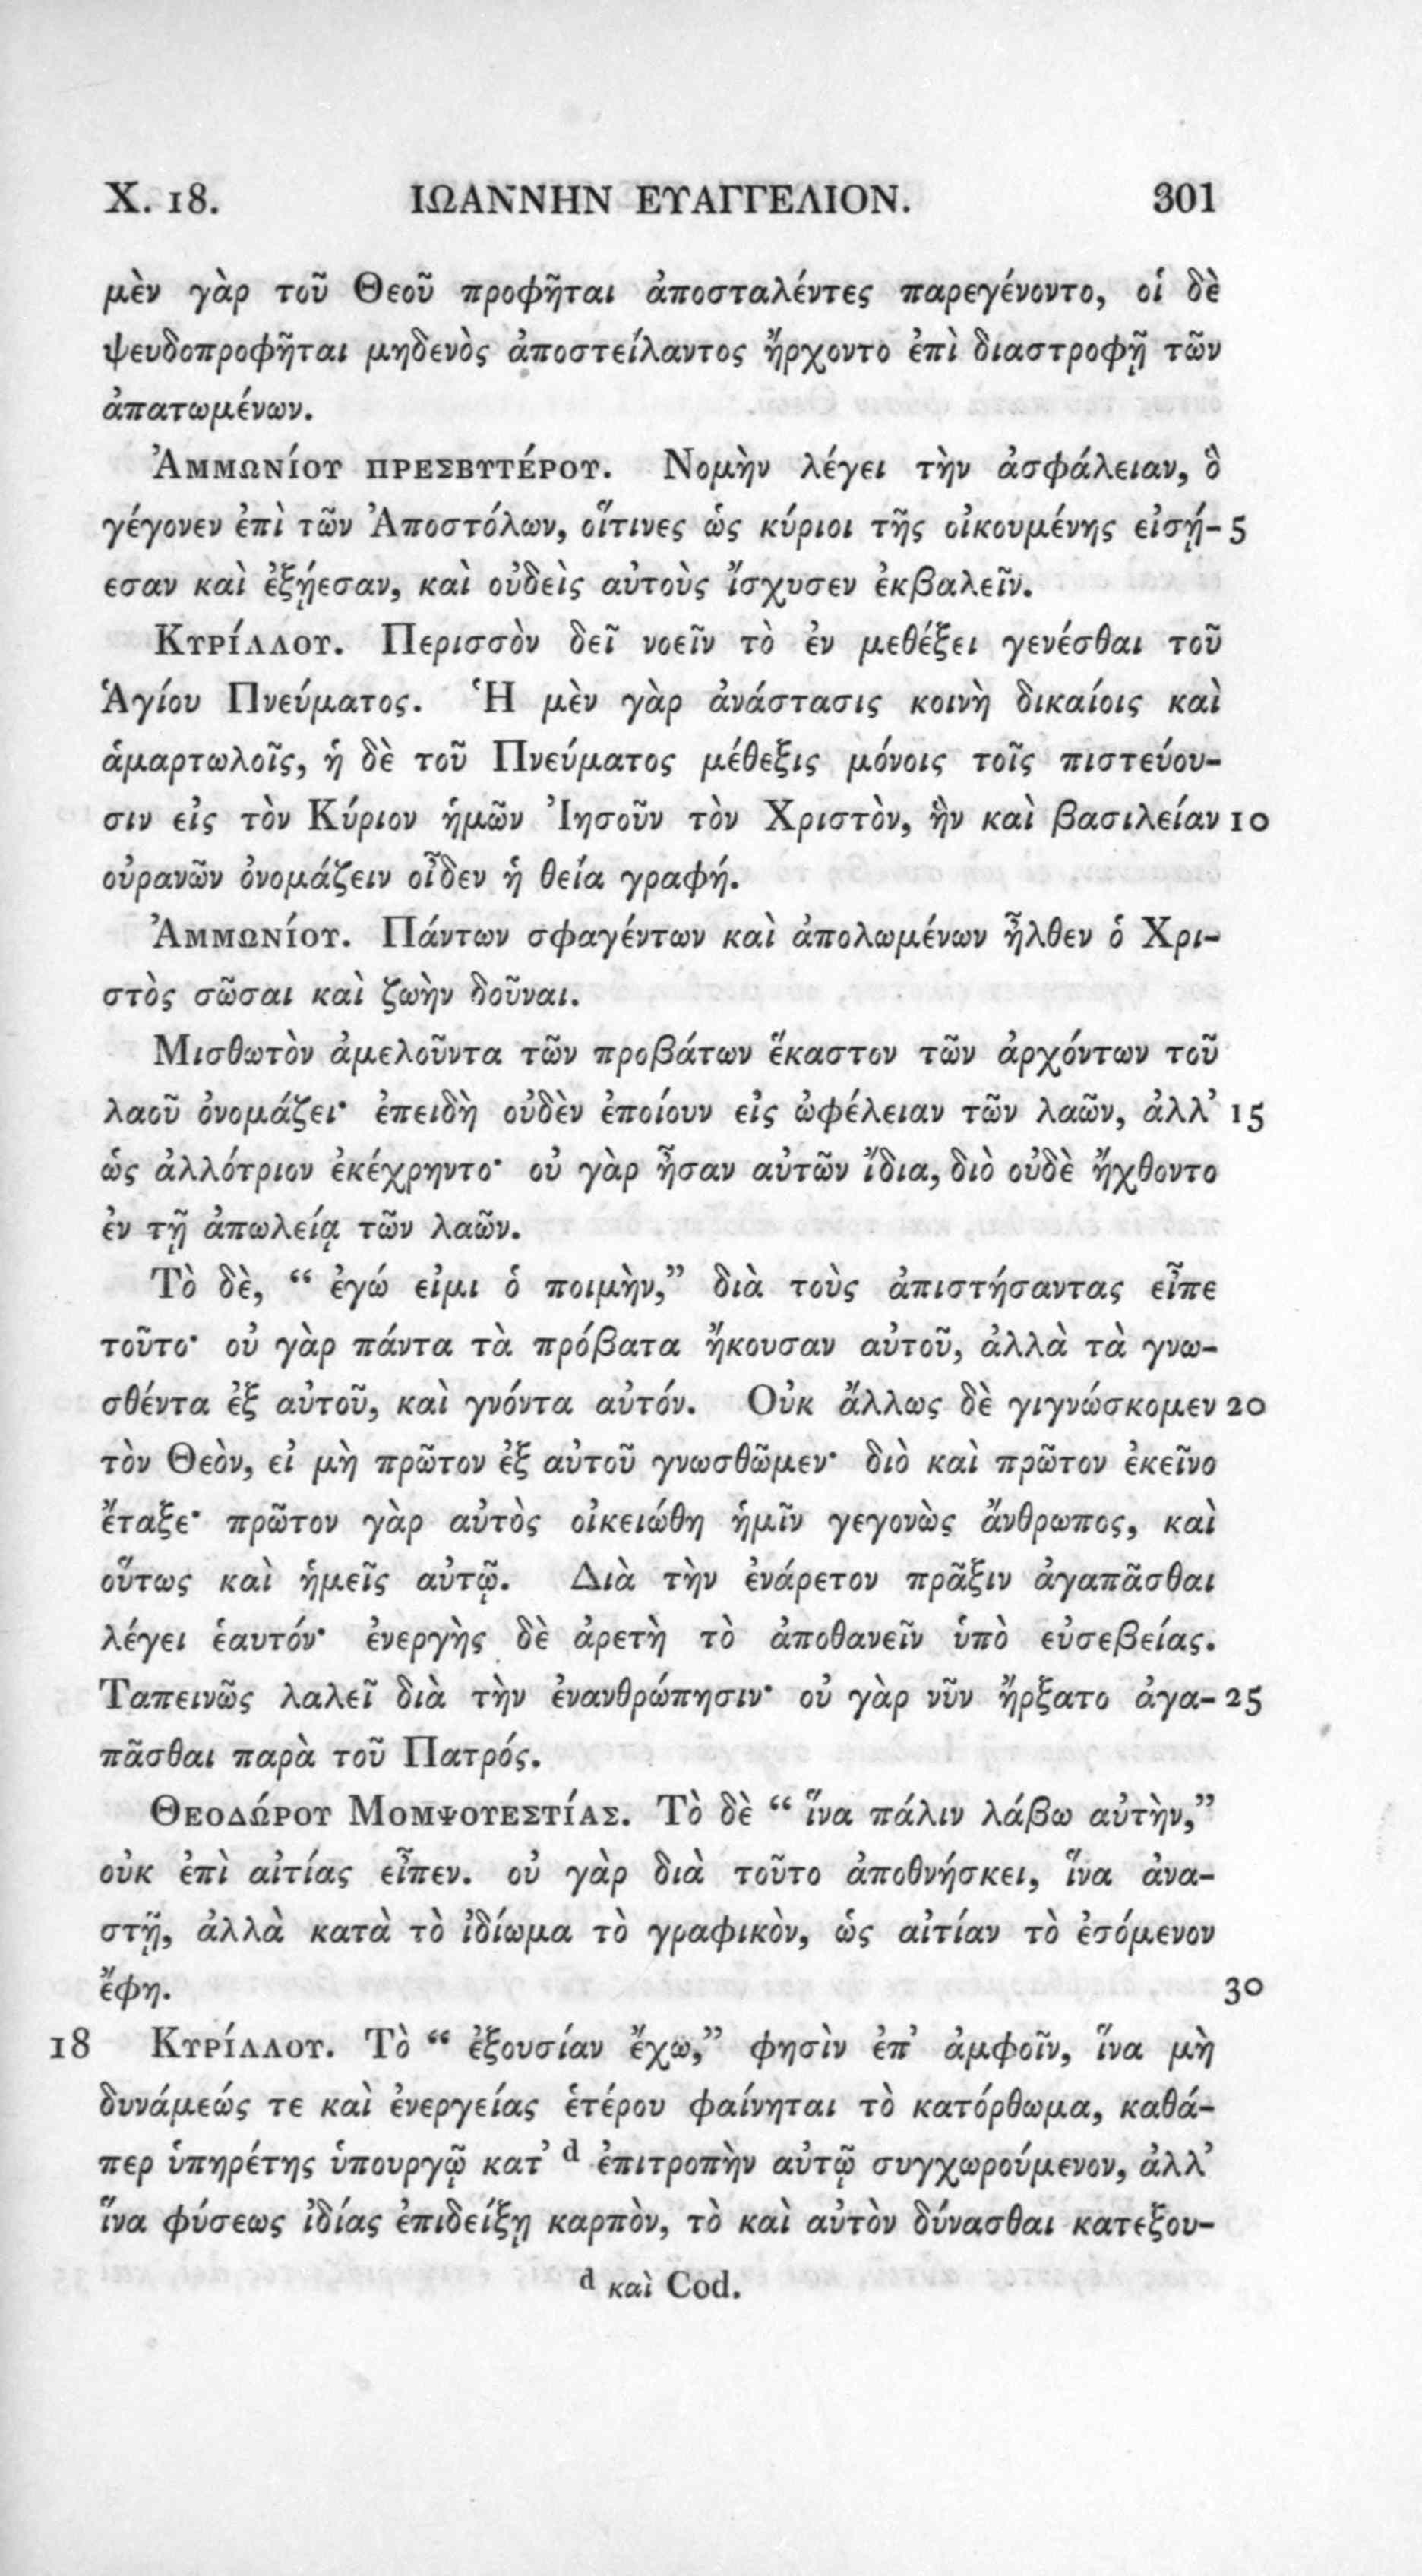 X. 18. ΙΩΑΝΝΗΝ ΕΥΑΓΓΕΛΙΟΝ. 301
μὲν γὰρ τοῦ Θεοῦ προφῆται ἀποσταλέντες παρεγένοντο, οἱ δὲ
ψευδοπροφῆται μηδενὸς ἀποστείλαντος ἤρχοντο ἐπὶ διαστροφῇ τῶν
ἀπατωμένων.
Ἀμμωνίου πρεσβυτέρου. Νομὴν λέγει τὴν ἀσφάλειαν, ὃ
γέγονεν ἐπὶ τῶν Ἀποστόλων, οἵτινες ὡς κύριοι τῆς οἰκουμένης εἰσῄ- 5
εσαν καὶ ἐξῄεσαν, καὶ οὐδεὶς αὐτοὺς ἴσχυσεν ἐκβαλεῖν.
Κυρίλλου. Περισσὸν δεῖ νοεῖν τὸ ἐν μεθέξει γενέσθαι τοῦ
Ἁγίου Πνεύματος. Ἡ μὲν γὰρ ἀνάστασις κοινὴ δικαίοις καὶ
ἁμαρτωλοῖς, ἡ δὲ τοῦ Πνεύματος μέθεξις μόνοις τοῖς πιστεύου-
σιν εἰς τὸν Κύριον ἡμῶν Ἰησοῦν τὸν Χριστὸν, ἣν καὶ βασιλείαν 10
οὐρανῶν ὀνομάζειν οἶδεν ἡ θεία γραφή.
Ἀμμωνίου. Πάντων σφαγέντων καὶ ἀπολωμένων ἦλθεν ὁ Χρι-
στὸς σῶσαι καὶ ζωὴν δοῦναι.
Μισθωτὸν ἀμελοῦντα τῶν προβάτων ἕκαστον τῶν ἀρχόντων τοῦ
λαοῦ ὀνομάζει· ἐπειδὴ οὐδὲν ἐποίουν εἰς ὠφέλειαν τῶν λαῶν, ἀλλ’ 15
ὡς ἀλλότριον ἐκέχρηντο· οὐ γὰρ ἦσαν αὐτῶν ἴδια, διὸ οὐδὲ ἤχθοντο
ἐν τῇ ἀπωλείᾳ τῶν λαῶν.
Τὸ δὲ, “ ἐγώ εἰμι ὁ ποιμὴν,” διὰ τοὺς ἀπιστήσαντας εἶπε
τοῦτο· οὐ γὰρ πάντα τὰ πρόβατα ἤκουσαν αὐτοῦ, ἀλλὰ τὰ γνω-
σθέντα ἐξ αὐτοῦ, καὶ γνόντα αὐτόν. Οὐκ ἄλλως δὲ γιγνώσκομεν 20
τὸν Θεὸν, εἰ μὴ πρῶτον ἐξ αὐτοῦ γνωσθῶμεν· διὸ καὶ πρῶτον ἐκεῖνο
ἔταξε· πρῶτον γὰρ αὐτὸς οἰκειώθη ἡμῖν γεγονὼς ἄνθρωπος, καὶ
οὕτως καὶ ἡμεῖς αὐτῷ. Διὰ τὴν ἐνάρετον πρᾶξιν ἀγαπᾶσθαι
λέγει ἑαυτόν· ἐνεργὴς δὲ ἀρετὴ τὸ ἀποθανεῖν ὑπὸ εὐσεβείας.
Ταπεινῶς λαλεῖ διὰ τὴν ἐνανθρώπησιν· οὐ γὰρ νῦν ἤρξατο ἀγα- 25
πᾶσθαι παρὰ τοῦ Πατρός.
Θεοδώρου Μομψουεστίας. Τὸ δὲ “ ἵνα πάλιν λάβω αὐτὴν,”
οὐκ ἐπὶ αἰτίας εἶπεν. οὐ γὰρ διὰ τοῦτο ἀποθνήσκει, ἵνα ἀνα-
στῇ, ἀλλὰ κατὰ τὸ ἰδίωμα τὸ γραφικὸν, ὡς αἰτίαν τὸ ἐσόμενον
ἔφη. 30
18 Κυρίλλου. Τὸ “ ἐξουσίαν ἔχω,” φησὶν ἐπ’ ἀμφοῖν, ἵνα μὴ
δυνάμεώς τε καὶ ἐνεργείας ἑτέρου φαίνηται τὸ κατόρθωμα, καθά-
περ ὑπηρέτης ὑπουργῷ κατ’ d ἐπιτροπὴν αὐτῷ συγχωρούμενον, ἀλλ’
ἵνα φύσεως ἰδίας ἐπιδείξῃ καρπὸν, τὸ καὶ αὐτὸν δύνασθαι κατεξου-
d καὶ Cod.